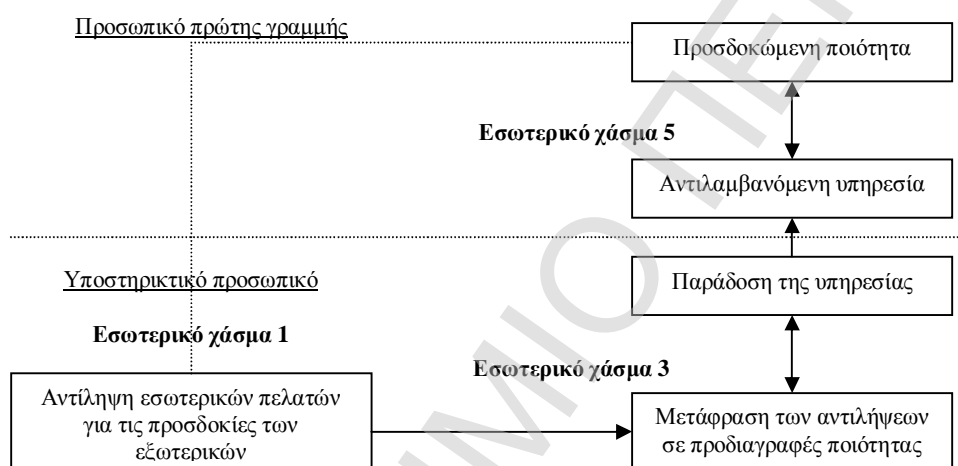 Προσωπικό πρώτης γραμμής
Προσδοκώμενη ποιότητα
Εσωτερικό χάσμα 5
Αντιλαμβανόμενη υπηρεσία
Υποστηρικτικό προσωπικό
Παράδοση της υπηρεσίας
Εσωτερικό χάσμα 1
Εσωτερικό χάσμα 3
Αντίληψη εσωτερικών πελατών
για τις προσδοκίες των
εξωτερικών
Μετάφραση των αντιλήψεων
σε προδιαγραφές ποιότητας